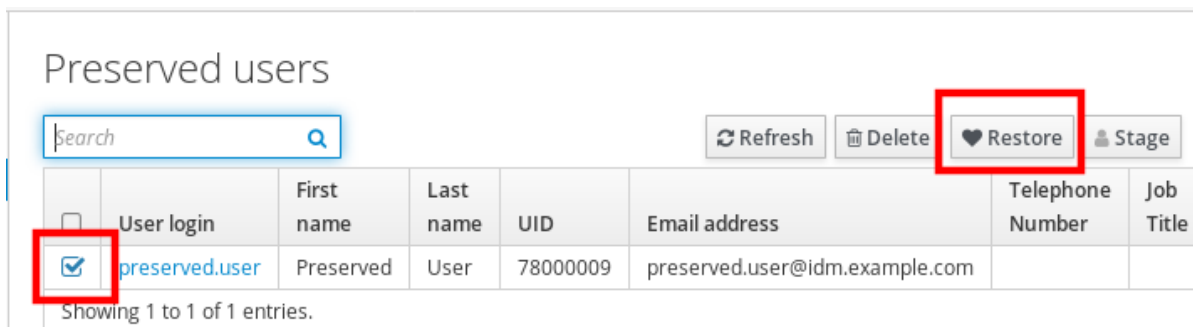 Preserved users
Search Refresh Delete Restore Stage
User login First name Last name UID Email address Telephone Number Job Title
preserved.user Preserved User 78000009 preserved.user@idm.example.com
Showing 1 to 1 of 1 entries.